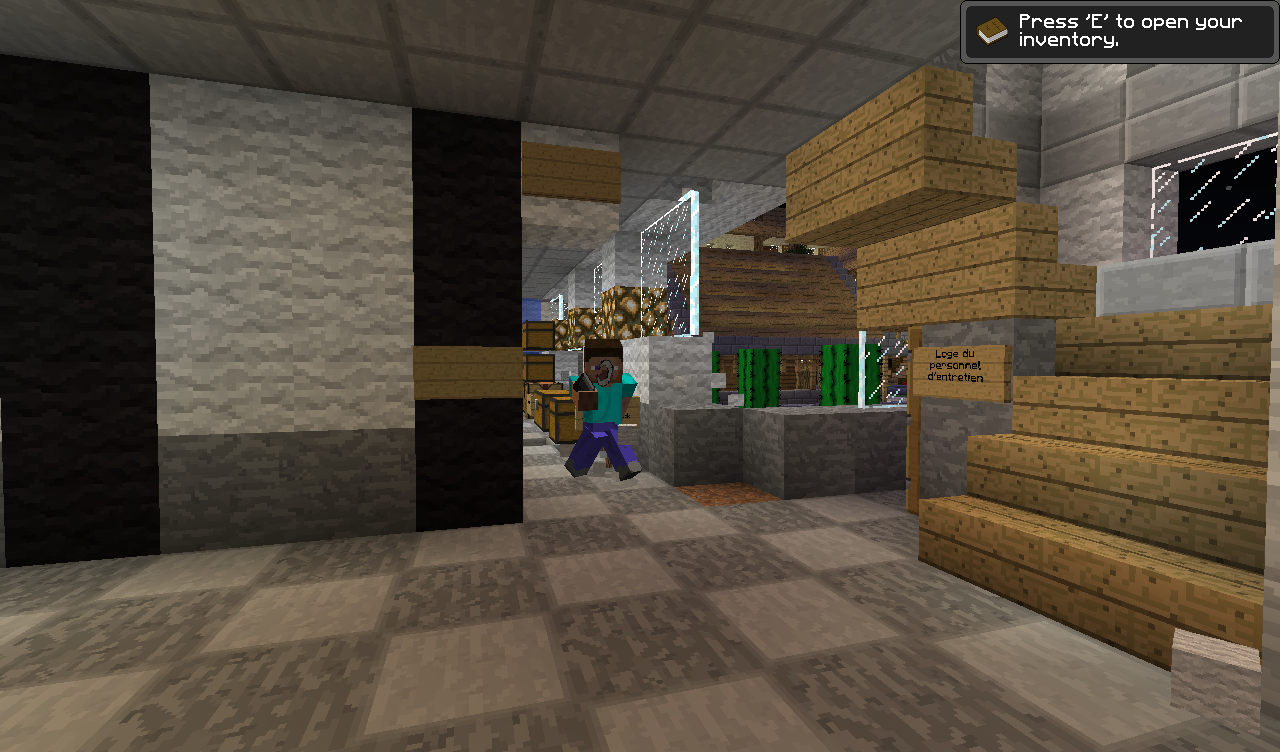 Press 'E' to open your
inventory.
Loge du
personnel
d'entretien